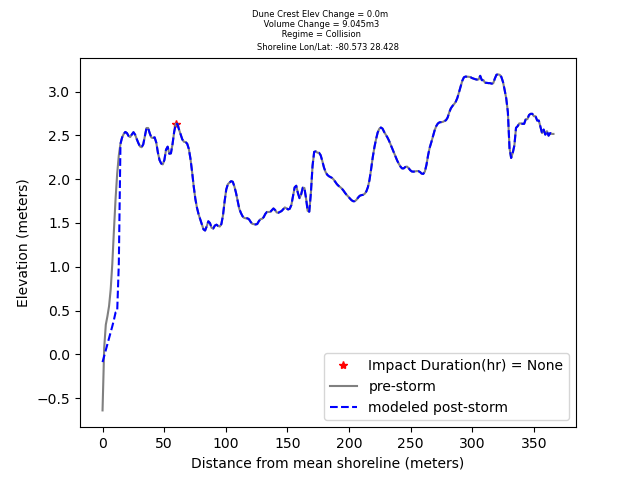 Dune Crest Elev Change = 0.0m
Volume Change = 9.045m3
Regime = Collision
Shoreline Lon/Lat: -80.573 28.428
Elevation (meters)
3.0
2.5
2.0
1.5
1.0
0.5
0.0
−0.5
Impact Duration(hr) = None
pre-storm
modeled post-storm
0 50 100 150 200 250 300 350
Distance from mean shoreline (meters)